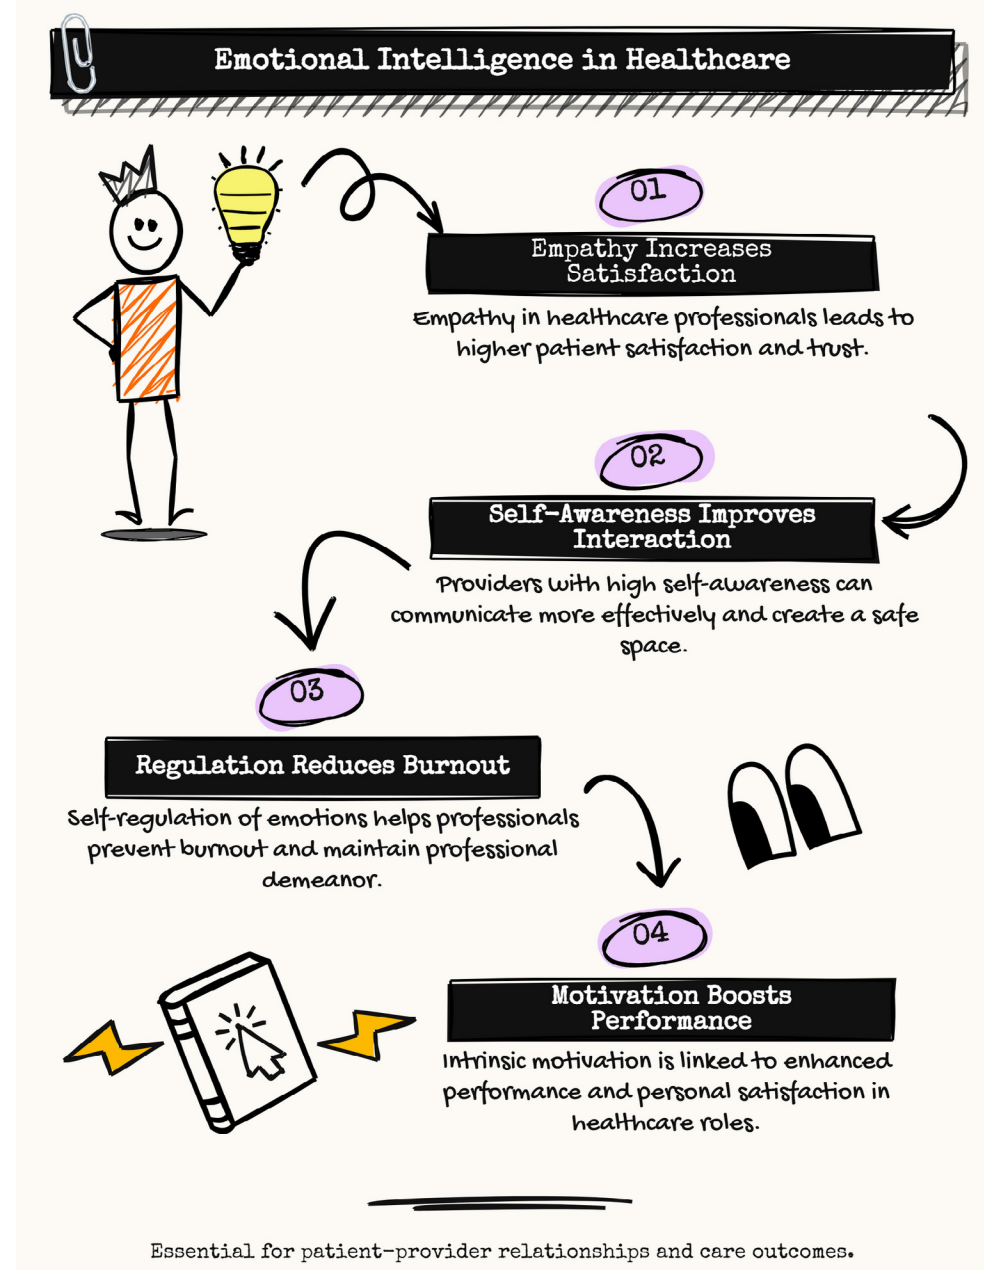 Emotional Intelligence in Healthcare
01
Empathy Increases
Satisfaction
Empathy in healthcare professionals leads to
higher patient satisfaction and trust.
02
Self-Awareness Improves
Interaction
Providers with high self-awareness can
communicate more effectively and create a safe
space.
03
Regulation Reduces Burnout
Self-regulation of emotions helps professionals
prevent burnout and maintain professional
demeanor.
04
Motivation Boosts
Performance
Intrinsic motivation is linked to enhanced
performance and personal satisfaction in
healthcare roles.
Essential for patient-provider relationships and care outcomes.